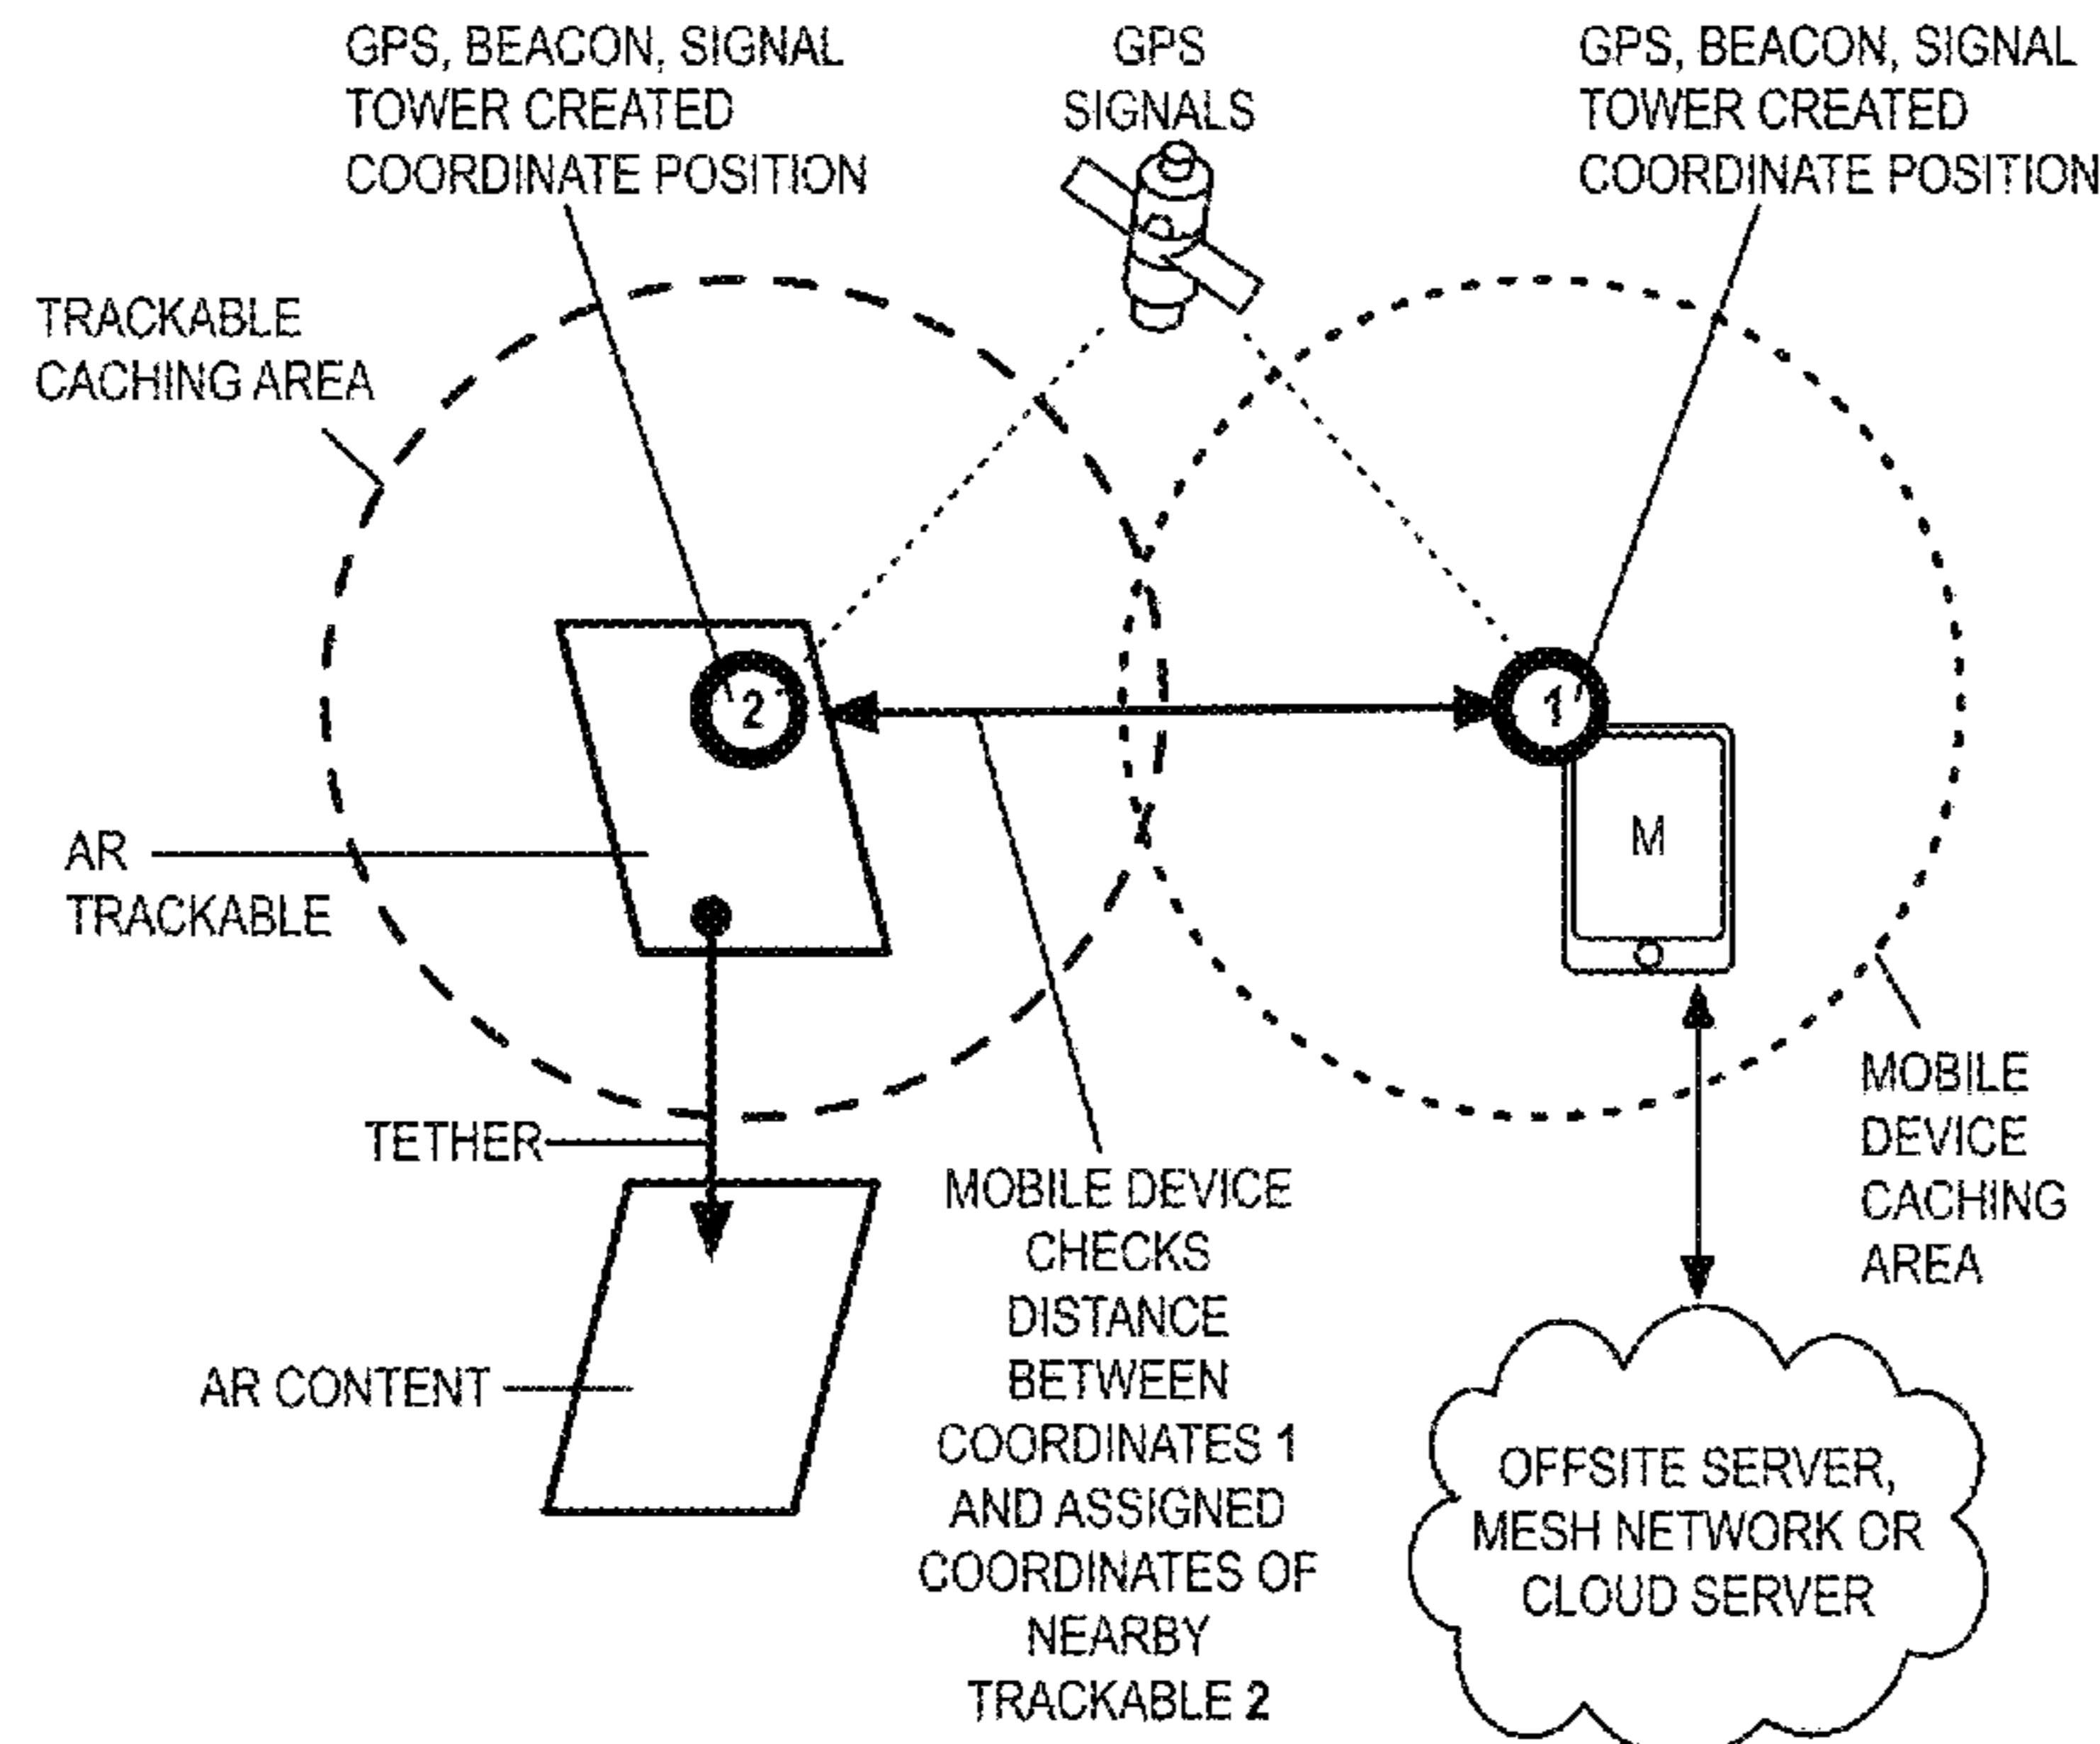 GPS, BEACON, SIGNAL
TOWER CREATED
COORDINATE POSITION
GPS
SIGNALS
GPS, BEACON, SIGNAL
TOWER CREATED
COORDINATE POSITION
TRACKABLE
CACHING AREA
2
1
M
AR
TRACKABLE
TETHER
AR CONTENT
MOBILE DEVICE
CHECKS
DISTANCE
BETWEEN
COORDINATES 1
AND ASSIGNED
COORDINATES OF
NEARBY
TRACKABLE 2
MOBILE
DEVICE
CACHING
AREA
OFFSITE SERVER,
MESH NETWORK OR
CLOUD SERVER